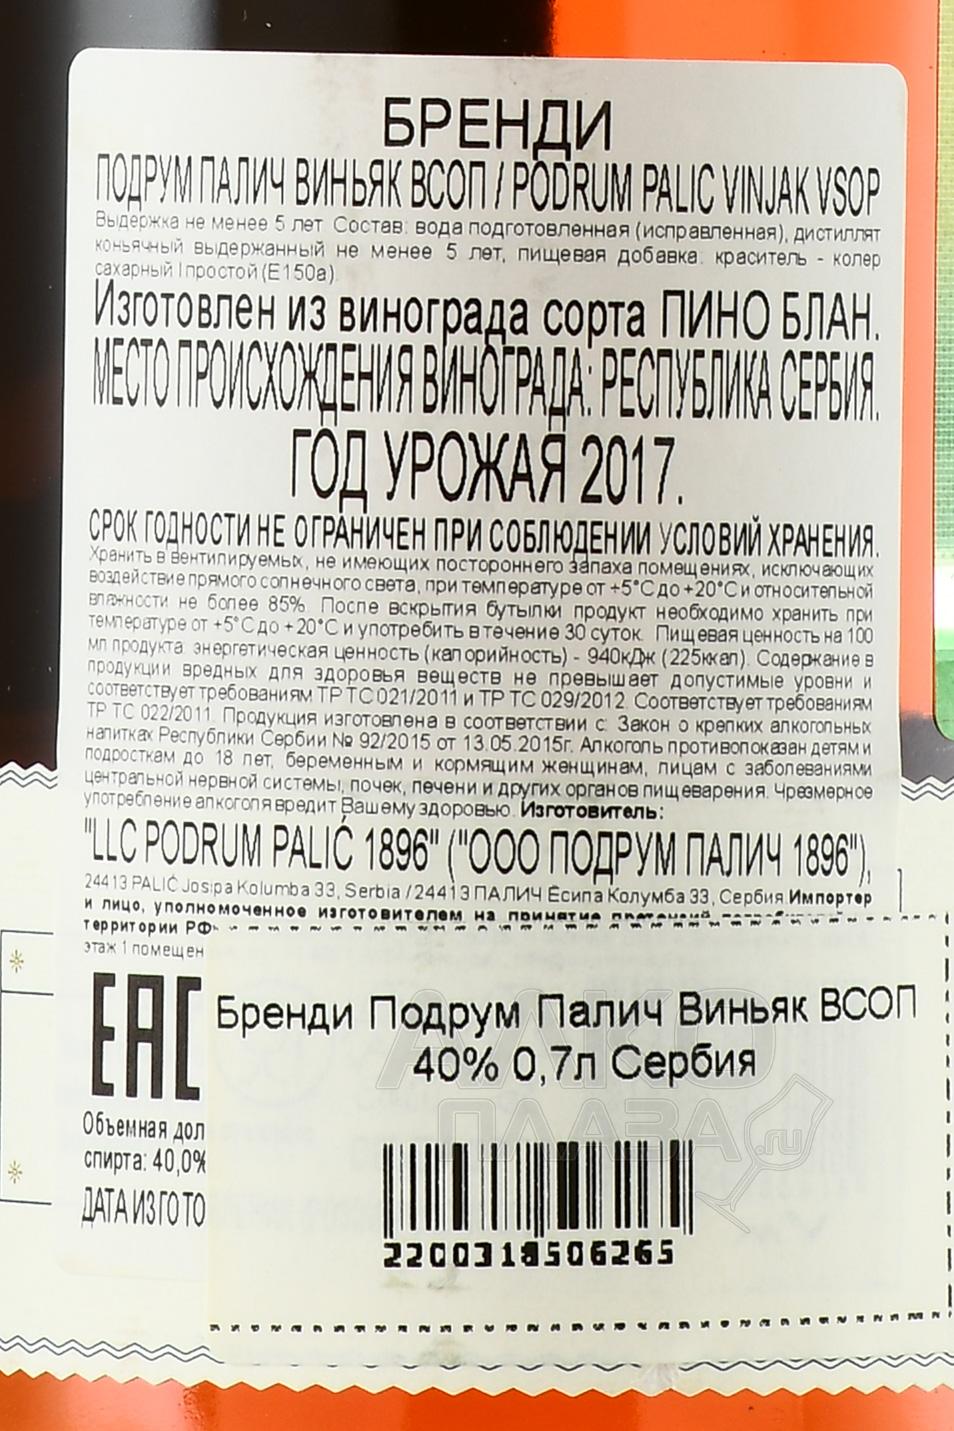 БРЕНДИ
ПОДРУМ ПАЛИЧ ВИНЬЯК ВСОП / PODRUM PALIC VINJAK VSOP
Выдержка не менее 5 лет. Состав: вода подготовленная (исправленная), дистиллят
коньячный выдержанный не менее 5 лет, пищевая добавка: краситель - колер
сахарный I простой (Е150а).
Изготовлен из винограда сорта ПИНО БЛАН.
МЕСТО ПРОИСХОЖДЕНИЯ ВИНОГРАДА: РЕСПУБЛИКА СЕРБИЯ.
ГОД УРОЖАЯ 2017.
СРОК ГОДНОСТИ НЕ ОГРАНИЧЕН ПРИ СОБЛЮДЕНИИ УСЛОВИЙ ХРАНЕНИЯ.
Хранить в вентилируемых, не имеющих постороннего запаха помещениях, исключающих
воздействие прямого солнечного света, при температуре от +5°С до +20°С и относительной
влажности не более 85%. После вскрытия бутылки продукт необходимо хранить при
температуре от +5°С до +20°С и употребить в течение 30 суток. Пищевая ценность на 100
мл продукта: энергетическая ценность (калорийность) - 940кДж (225ккал). Содержание в
продукции вредных для здоровья веществ не превышает допустимые уровни и
соответствует требованиям ТР ТС 021/2011 и ТР ТС 029/2012. Соответствует требованиям
ТР ТС 022/2011. Продукция изготовлена в соответствии с: Закон о крепких алкогольных
напитках Республики Сербии № 92/2015 от 13.05.2015г. Алкоголь противопоказан детям и
подросткам до 18 лет, беременным и кормящим женщинам, лицам с заболеваниями
центральной нервной системы, почек, печени и других органов пищеварения. Чрезмерное
употребление алкоголя вредит Вашему здоровью. Изготовитель:
"LLC PODRUM PALIĆ 1896" ("ООО ПОДРУМ ПАЛИЧ 1896"),
24413 PALIĆ Josipa Kolumba 33, Serbia / 24413 ПАЛИЧ Есипа Колумба 33, Сербия. Импортер
и лицо, уполномоченное изготовителем на принятие претензий
территории РФ
этаж 1 помещен
EAC
Объемная дол
спирта: 40,0%
ДАТА ИЗГОТО
Бренди Подрум Палич Виньяк ВСОП
40% 0,7л Сербия
2200318506265
АЛКО
ПЛАЗА.ru